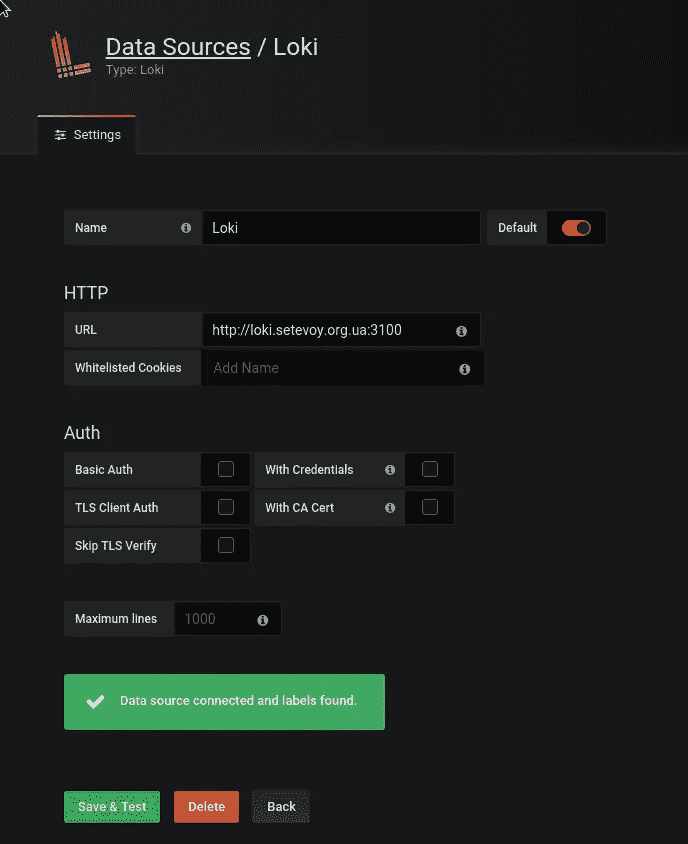 Data Sources / Loki
Type: Loki
Settings
Name Loki Default
HTTP
URL http://loki.setevoy.org.ua:3100
Whitelisted Cookies Add Name
Auth
Basic Auth With Credentials
TLS Client Auth With CA Cert
Skip TLS Verify
Maximum lines 1000
Data source connected and labels found.
Save & Test Delete Back